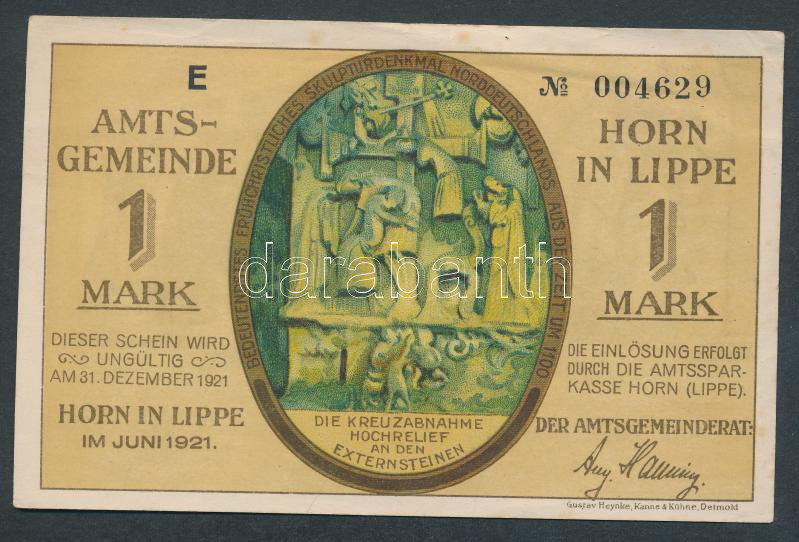 E
№ 004629
AMTS-
GEMEINDE
1
MARK
DIESER SCHEIN WIRD
UNGÜLTIG
AM 31. DEZEMBER 1921
HORN IN LIPPE
IM JUNI 1921.
BEDEUTENDSTES FRÜHCHRISTLICHES SKULPTURDENKMAL NORDDEUTSCHLANDS AUS DER ZEIT UM 1100
DIE KREUZABNAHME
HOCHRELIEF
AN DEN
EXTERNSTEINEN
HORN
IN LIPPE
1
MARK
DIE EINLÖSUNG ERFOLGT
DURCH DIE AMTSSPAR-
KASSE HORN (LIPPE).
DER AMTSGEMEINDERAT:
Gustav Heynke, Kanne & Kühne, Detmold
darabanth